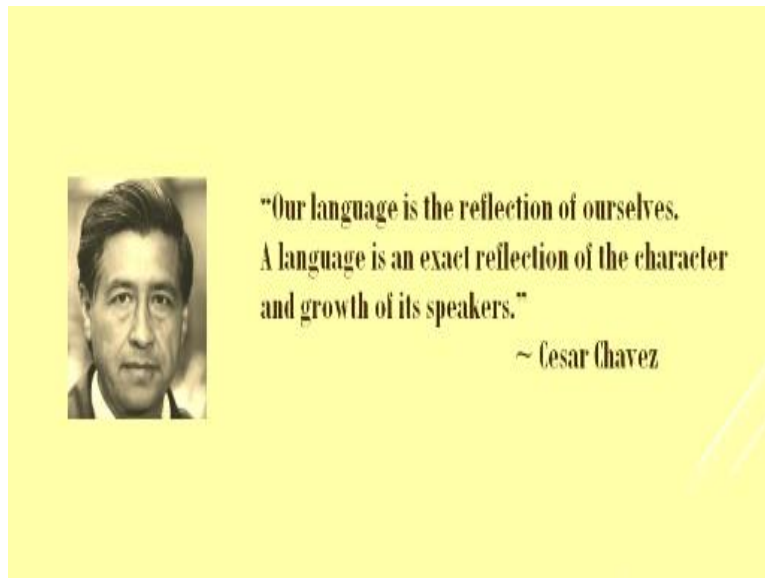 “Our language is the reflection of ourselves.
A language is an exact reflection of the character
and growth of its speakers.”
~ Cesar Chavez